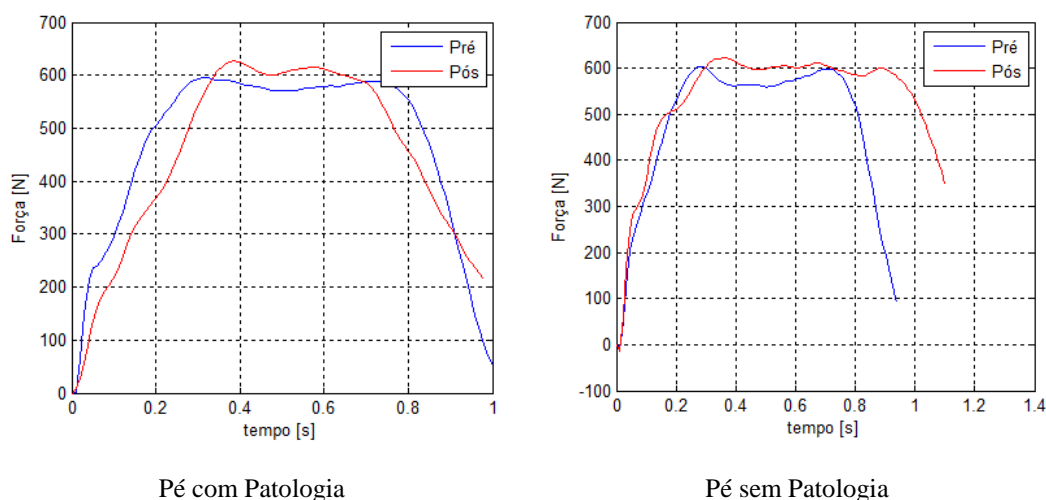 700
600
500
400
300
200
100
0
Força [N]
0 0.2 0.4 0.6 0.8 1
tempo [s]
Pré
Pós
Pé com Patologia
700
600
500
400
300
200
100
0
-100
Força [N]
0 0.2 0.4 0.6 0.8 1 1.2 1.4
tempo [s]
Pré
Pós
Pé sem Patologia